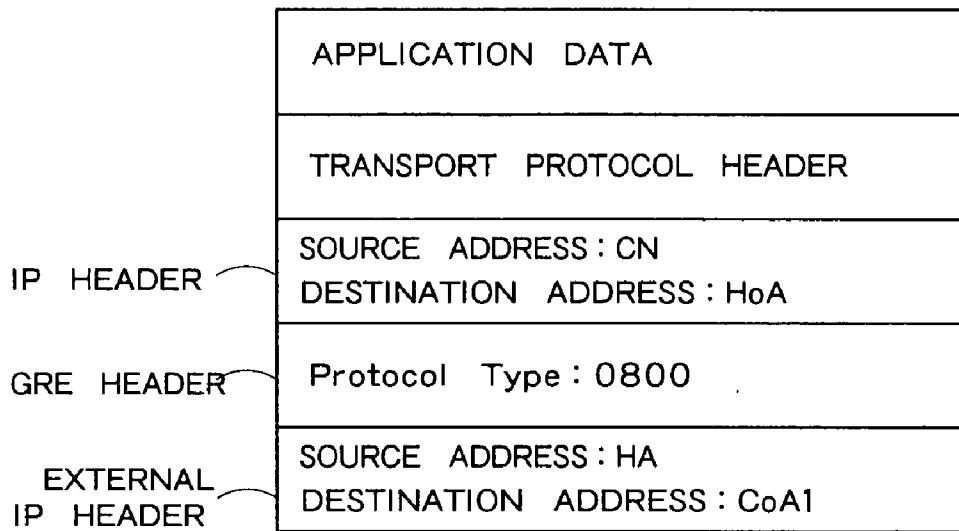 APPLICATION DATA
TRANSPORT PROTOCOL HEADER
IP HEADER
SOURCE ADDRESS : CN
DESTINATION ADDRESS : HoA
GRE HEADER
Protocol Type : 0800
EXTERNAL
IP HEADER
SOURCE ADDRESS : HA
DESTINATION ADDRESS : CoA1